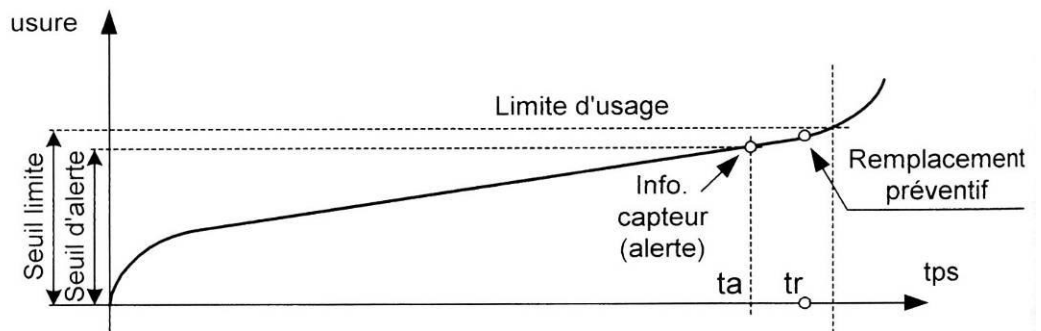 usure
Limite d'usage
Seuil limite
Seuil d'alerte
Info.
capteur
(alerte)
Remplacement
préventif
ta
tr
tps